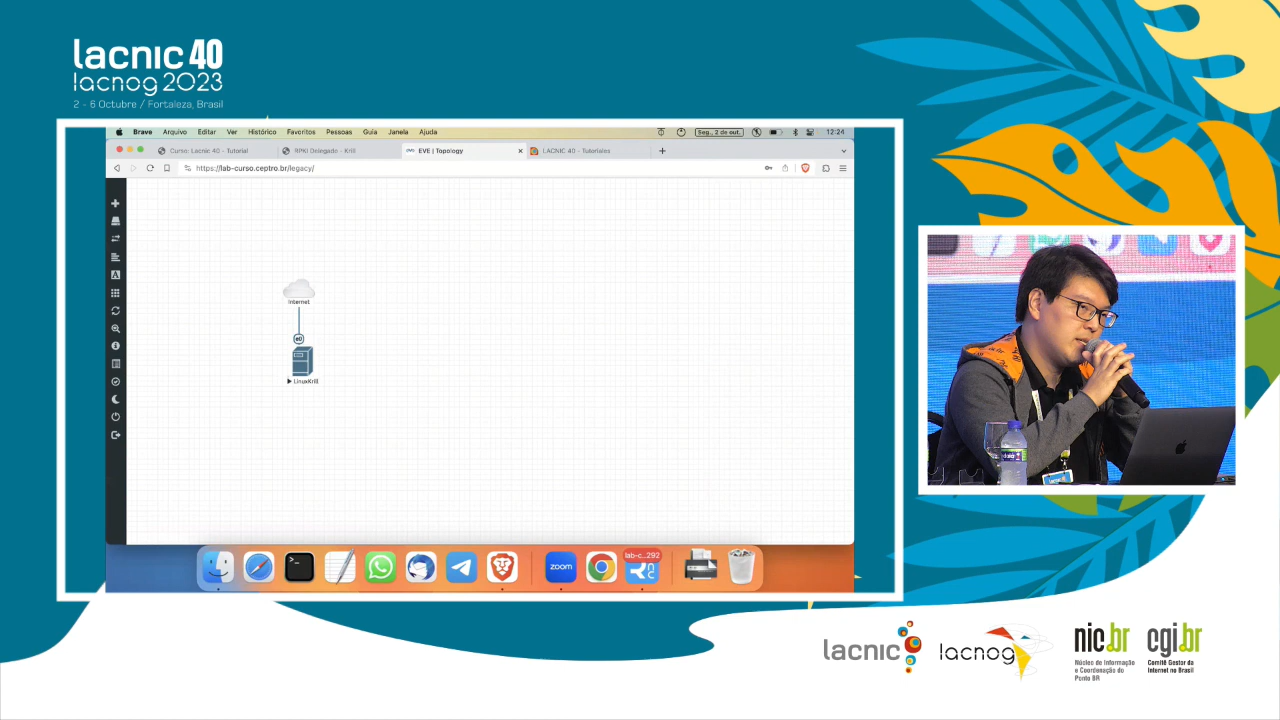 lacnic 40
lacnog 2023
2 - 6 Octubre / Fortaleza, Brasil
Brave Arquivo Editar Ver Histórico Favoritos Pessoas Guia Janela Ajuda
Seg., 2 de out.
12:24
Curso: Lacnic 40 - Tutorial
RPKI Delegado - Krill
EVE | Topology
LACNIC 40 - Tutoriales
https://lab-curso.ceptro.br/legacy/
Internet
e0
LinuxKrill
zoom
lab-c...292
lacnic
lacnog
nic.br
Núcleo de Informação
e Coordenação do
Ponto BR
cgi.br
Comitê Gestor da
Internet no Brasil